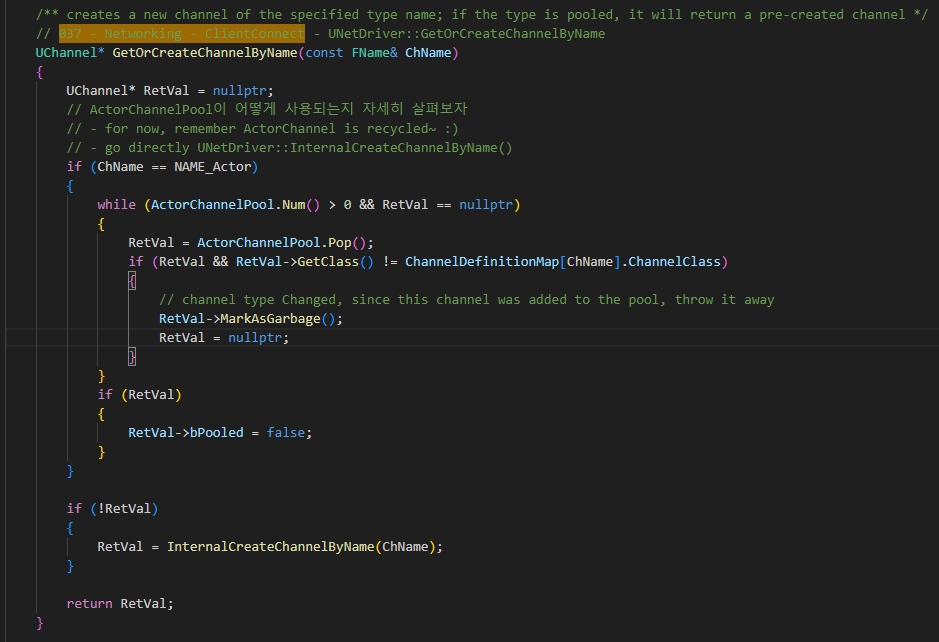 /** creates a new channel of the specified type name; if the type is pooled, it will return a pre-created channel */
// 037 - Networking - ClientConnect - UNetDriver::GetOrCreateChannelByName
UChannel* GetOrCreateChannelByName(const FName& ChName)
{
UChannel* RetVal = nullptr;
// ActorChannelPool이 어떻게 사용되는지 자세히 살펴보자
// - for now, remember ActorChannel is recycled~ :)
// - go directly UNetDriver::InternalCreateChannelByName()
if (ChName == NAME_Actor)
{
while (ActorChannelPool.Num() > 0 && RetVal == nullptr)
{
RetVal = ActorChannelPool.Pop();
if (RetVal && RetVal->GetClass() != ChannelDefinitionMap[ChName].ChannelClass)
{
// channel type Changed, since this channel was added to the pool, throw it away
RetVal->MarkAsGarbage();
RetVal = nullptr;
}
}
if (RetVal)
{
RetVal->bPooled = false;
}
}
if (!RetVal)
{
RetVal = InternalCreateChannelByName(ChName);
}
return RetVal;
}